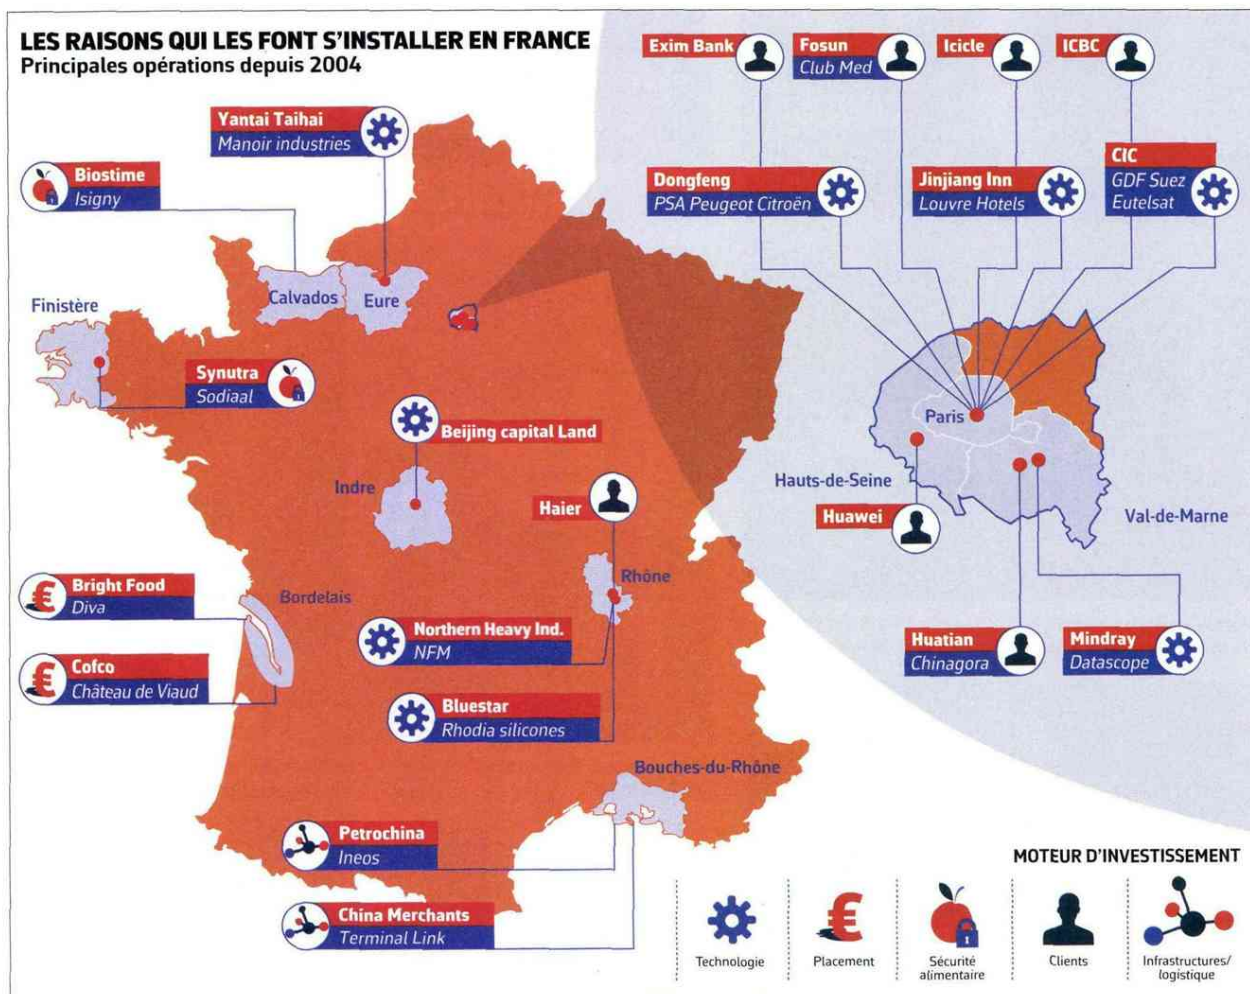 LES RAISONS QUI LES FONT S'INSTALLER EN FRANCE
Principales opérations depuis 2004
Exim Bank
Fosun
Club Med
Icicle
ICBC
Yantai Taihai
Manoir industries
Biostime
Isigny
Dongfeng
PSA Peugeot Citroën
Jinjiang Inn
Louvre Hotels
CIC
GDF Suez
Eutelsat
Finistère
Calvados
Eure
Synutra
Sodiaal
Beijing capital Land
Indre
Haier
Paris
Hauts-de-Seine
Huawei
Val-de-Marne
Bright Food
Diva
Bordelais
Rhône
Cofco
Château de Viaud
Northern Heavy Ind.
NFM
Huatian
Chinagora
Mindray
Datascope
Bluestar
Rhodia silicones
Bouches-du-Rhône
Petrochina
Ineos
China Merchants
Terminal Link
MOTEUR D'INVESTISSEMENT
Technologie
Placement
Sécurité
alimentaire
Clients
Infrastructures/
logistique